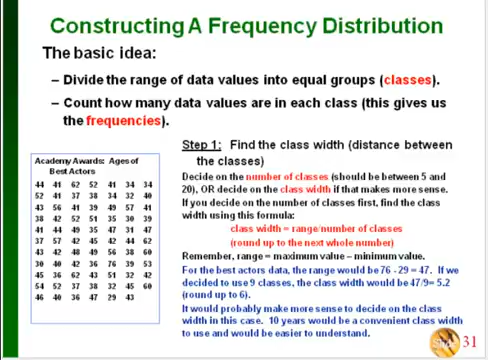 Constructing A Frequency Distribution
The basic idea:
– Divide the range of data values into equal groups (classes).
– Count how many data values are in each class (this gives us
the frequencies).
Academy Awards: Ages of
Best Actors
44 41 62 52 41 34 34
52 41 37 38 34 32 40
43 56 41 39 49 57 41
38 42 52 51 35 30 39
41 44 49 35 47 31 47
37 57 42 45 42 44 62
43 42 48 49 56 38 60
30 40 42 36 76 39 53
45 36 62 43 51 32 42
54 52 37 38 32 45 60
46 40 36 47 29 43
Step 1: Find the class width (distance between
the classes)
Decide on the number of classes (should be between 5 and
20), OR decide on the class width if that makes more sense.
If you decide on the number of classes first, find the class
width using this formula:
class width = range/number of classes
(round up to the next whole number)
Remember, range = maximum value – minimum value.
For the best actors data, the range would be 76 - 29 = 47. If we
decided to use 9 classes, the class width would be 47/9= 5.2
(round up to 6).
It would probably make more sense to decide on the class
width in this case. 10 years would be a convenient class width
to use and would be easier to understand.
Slide 31